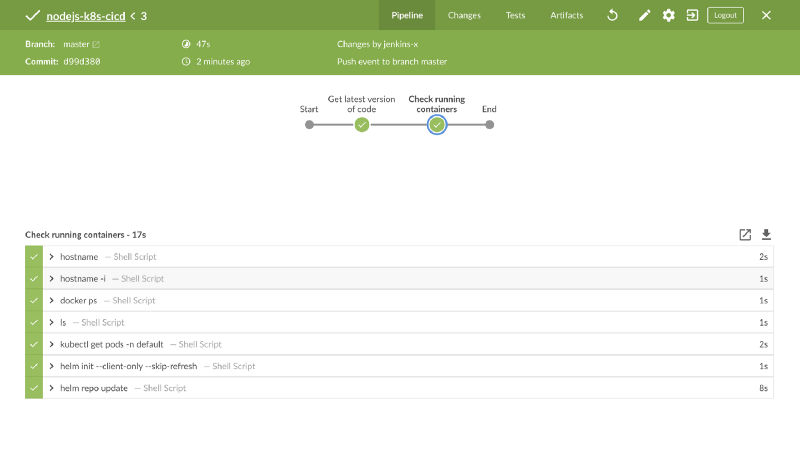 nodejs-k8s-cicd < 3 Pipeline Changes Tests Artifacts Logout
Branch: master 47s Changes by jenkins-x
Commit: d99d380 2 minutes ago Push event to branch master
Start Get latest version of code Check running containers End
Check running containers - 17s
hostname — Shell Script 2s
hostname -i — Shell Script 1s
docker ps — Shell Script 1s
ls — Shell Script 1s
kubectl get pods -n default — Shell Script 2s
helm init --client-only --skip-refresh — Shell Script 1s
helm repo update — Shell Script 8s